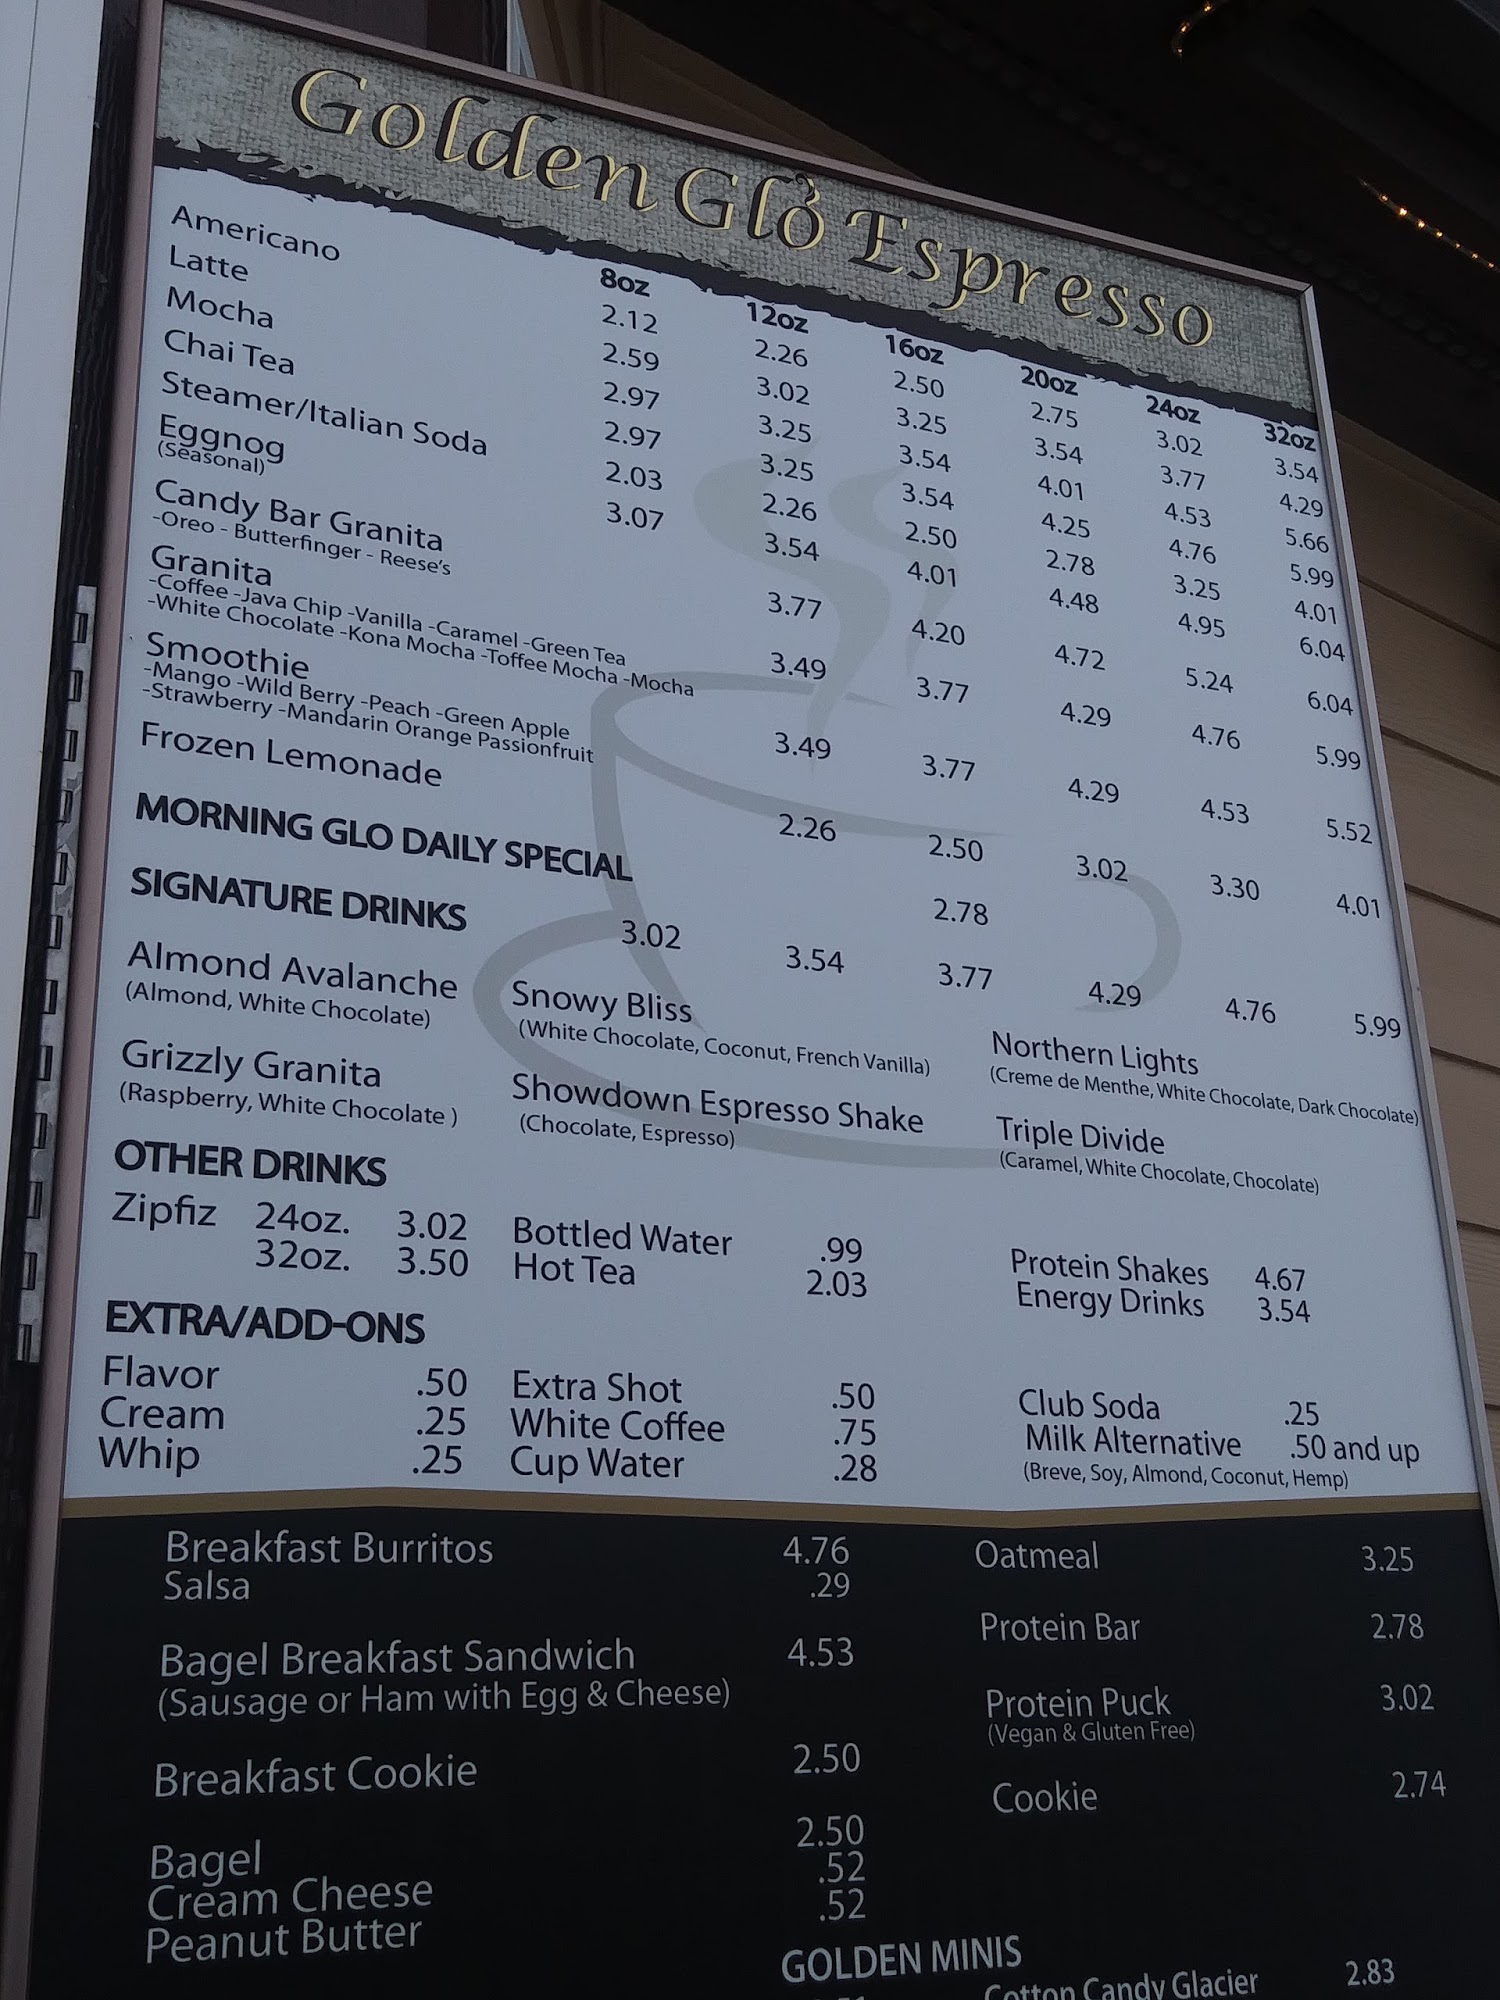 Golden Glo Espresso
8oz 12oz 16oz 20oz 24oz 32oz
Americano 2.12 2.26 2.50 2.75 3.02 3.54
Latte 2.59 3.02 3.25 3.54 3.77 4.29
Mocha 2.97 3.25 3.54 4.01 4.53 5.66
Chai Tea 2.97 3.25 3.54 4.25 4.76 5.99
Steamer/Italian Soda 2.03 2.26 2.50 2.78 3.25 4.01
Eggnog 3.07 3.54 4.01 4.48 4.95 6.04
(Seasonal)
Candy Bar Granita 3.77 4.20 4.72 5.24 6.04
-Oreo - Butterfinger - Reese's
Granita 3.49 3.77 4.29 4.76 5.99
-Coffee -Java Chip -Vanilla -Caramel -Green Tea
-White Chocolate -Kona Mocha -Toffee Mocha -Mocha
Smoothie 3.49 3.77 4.29 4.53 5.52
-Mango -Wild Berry -Peach -Green Apple
-Strawberry -Mandarin Orange Passionfruit
Frozen Lemonade 2.26 2.50 3.02 3.30 4.01
MORNING GLO DAILY SPECIAL 2.78
SIGNATURE DRINKS 3.02 3.54 3.77 4.29 4.76 5.99
Almond Avalanche Snowy Bliss Northern Lights
(Almond, White Chocolate) (White Chocolate, Coconut, French Vanilla) (Creme de Menthe, White Chocolate, Dark Chocolate)
Grizzly Granita Showdown Espresso Shake Triple Divide
(Raspberry, White Chocolate ) (Chocolate, Espresso) (Caramel, White Chocolate, Chocolate)
OTHER DRINKS
Zipfiz 24oz. 3.02 Bottled Water .99 Protein Shakes 4.67
32oz. 3.50 Hot Tea 2.03 Energy Drinks 3.54
EXTRA/ADD-ONS
Flavor .50 Extra Shot .50 Club Soda .25
Cream .25 White Coffee .75 Milk Alternative .50 and up
Whip .25 Cup Water .28 (Breve, Soy, Almond, Coconut, Hemp)
Breakfast Burritos 4.76 Oatmeal 3.25
Salsa .29
Protein Bar 2.78
Bagel Breakfast Sandwich 4.53
(Sausage or Ham with Egg & Cheese)
Protein Puck 3.02
(Vegan & Gluten Free)
Breakfast Cookie 2.50
Cookie 2.74
Bagel 2.50
Cream Cheese .52
Peanut Butter .52
GOLDEN MINIS
Cotton Candy Glacier 2.83